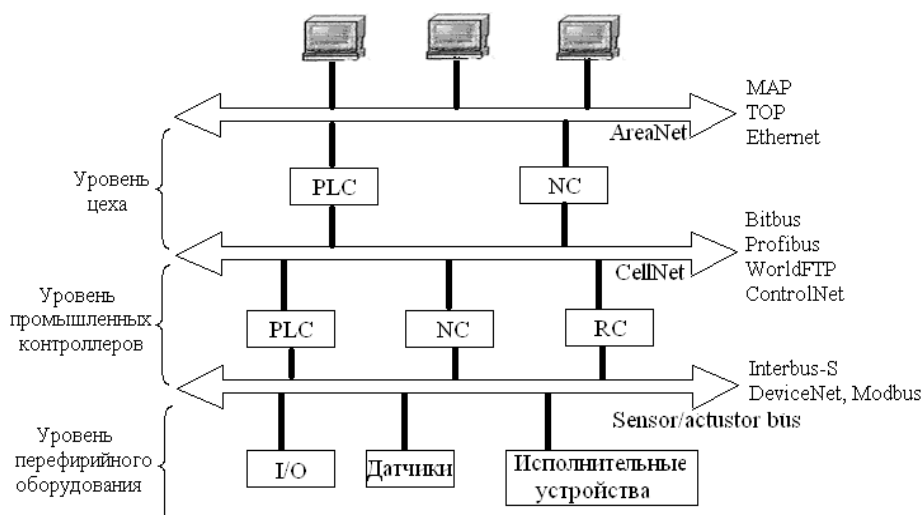 MAP
TOP
Ethernet
AreaNet
Уровень
цеха
PLC
NC
Bitbus
Profibus
WorldFTP
ControlNet
CellNet
Уровень
промышленных
контроллеров
PLC
NC
RC
Interbus-S
DeviceNet, Modbus
Sensor/actustor bus
Уровень
перефирийного
оборудования
I/O
Датчики
Исполнительные
устройства